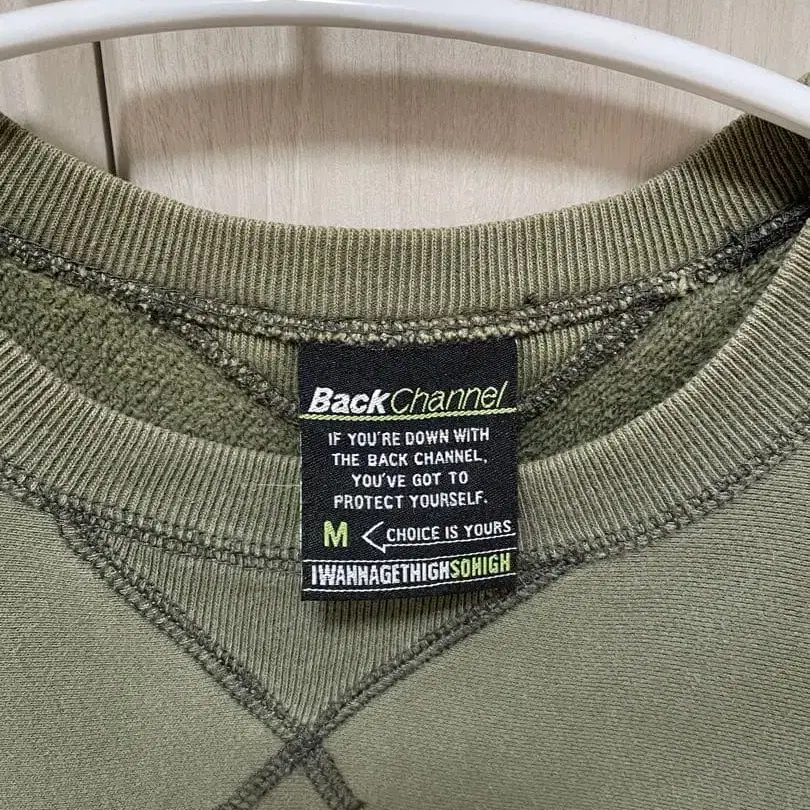 BackChannel
IF YOU'RE DOWN WITH
THE BACK CHANNEL,
YOU'VE GOT TO
PROTECT YOURSELF.
M CHOICE IS YOURS
IWANNAGETHIGHSOHIGH